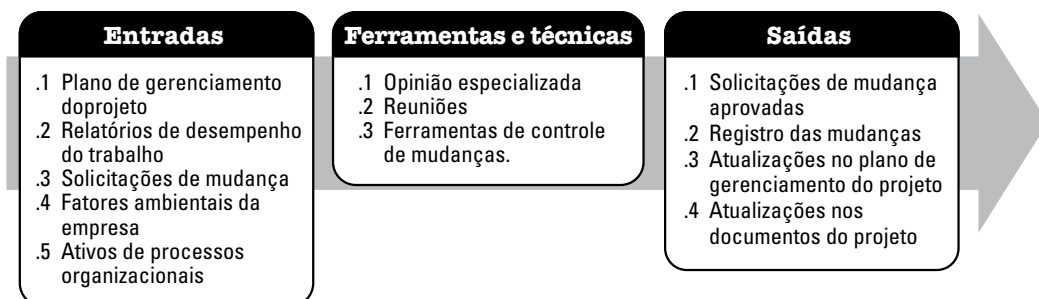 Entradas
.1 Plano de gerenciamento
doprojeto
.2 Relatórios de desempenho
do trabalho
.3 Solicitações de mudança
.4 Fatores ambientais da
empresa
.5 Ativos de processos
organizacionais
Ferramentas e técnicas
.1 Opinião especializada
.2 Reuniões
.3 Ferramentas de controle
de mudanças.
Saídas
.1 Solicitações de mudança
aprovadas
.2 Registro das mudanças
.3 Atualizações no plano de
gerenciamento do projeto
.4 Atualizações nos
documentos do projeto